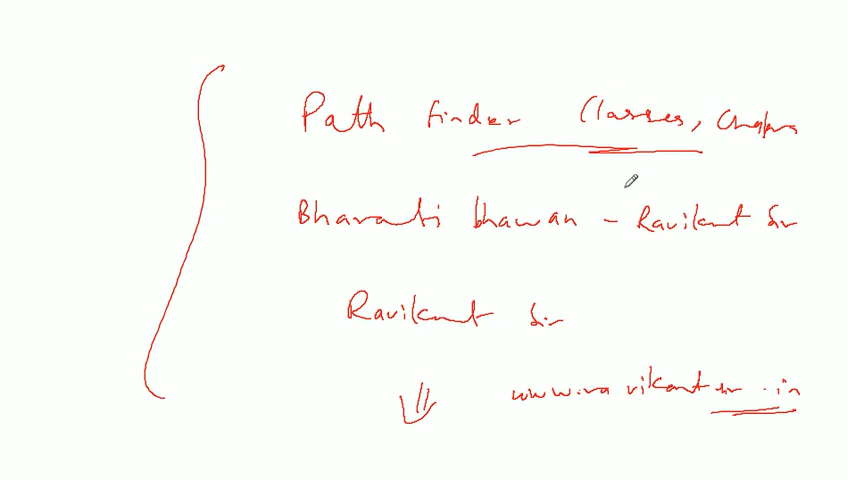 Path finder Classes, Chapra
Bharati bhawan - Ravikant Sir
Ravikant Sir
www.ravikantsir.in